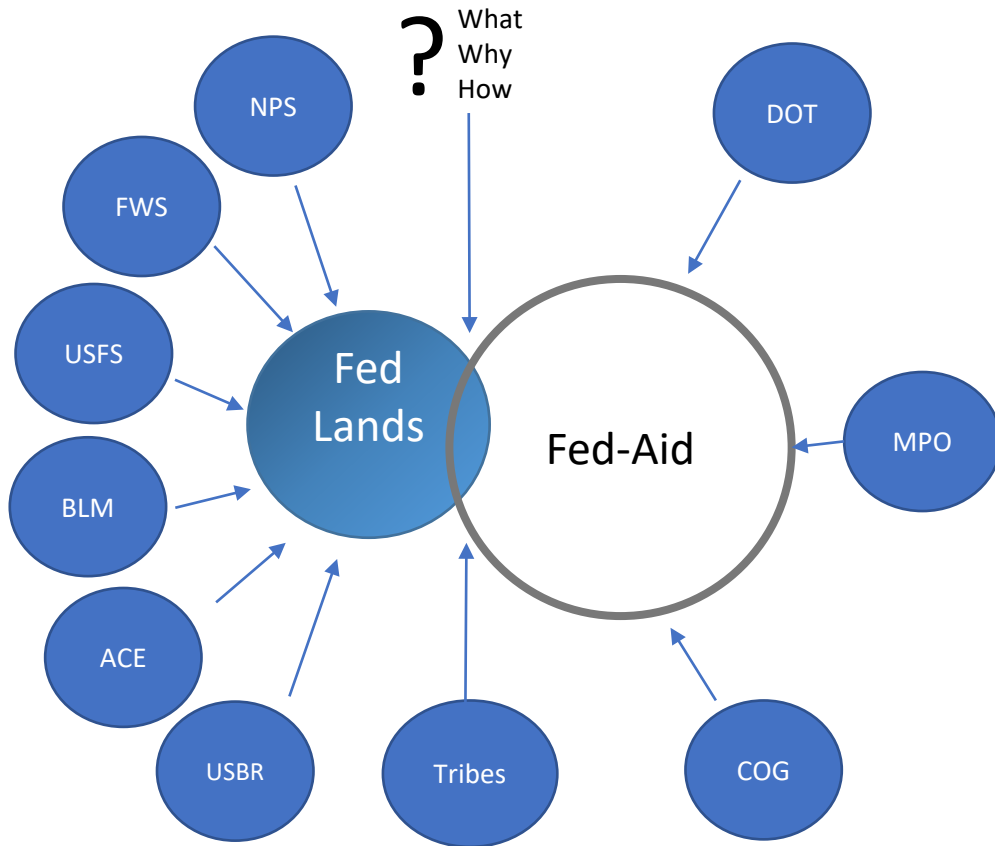 ?
What
Why
How
NPS
DOT
FWS
USFS
Fed
Lands
Fed-Aid
MPO
BLM
ACE
USBR
Tribes
COG